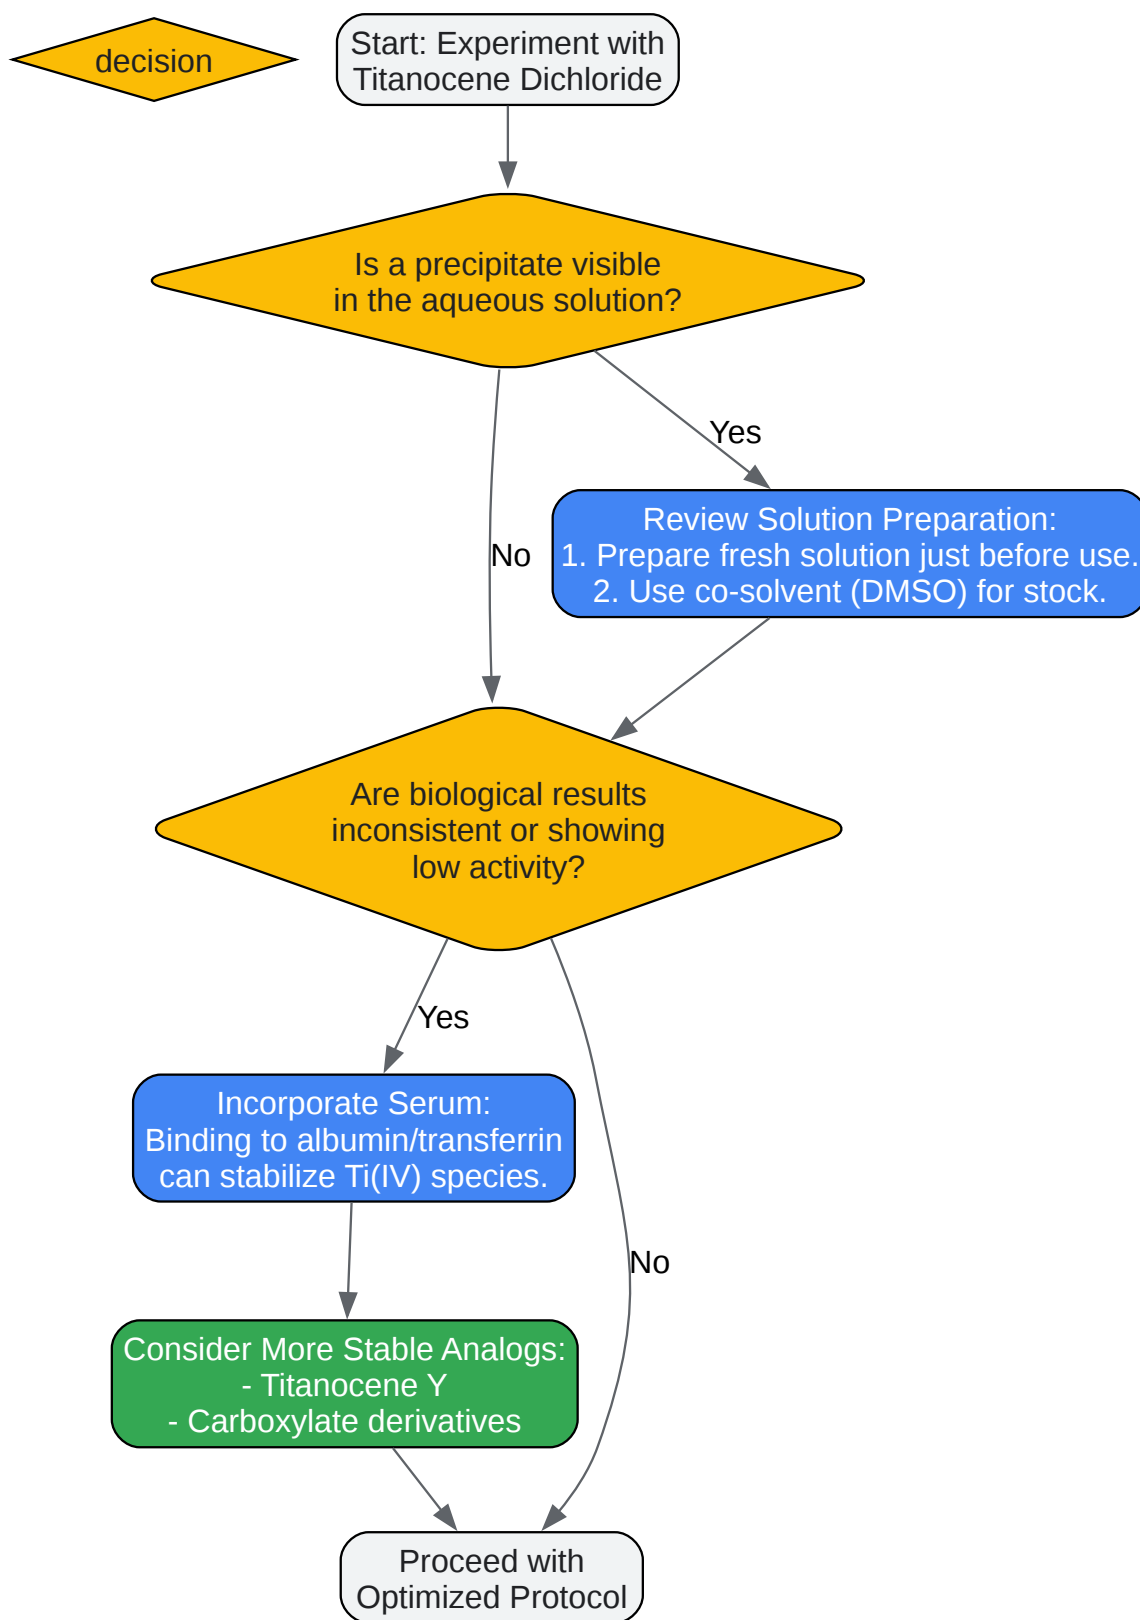 decision
Start: Experiment with
Titanocene Dichloride
Is a precipitate visible
in the aqueous solution?
Yes
Review Solution Preparation:
1. Prepare fresh solution just before use.
2. Use co-solvent (DMSO) for stock.
No
Are biological results
inconsistent or showing
low activity?
Yes
Incorporate Serum:
Binding to albumin/transferrin
can stabilize Ti(IV) species.
No
Consider More Stable Analogs:
- Titanocene Y
- Carboxylate derivatives
Proceed with
Optimized Protocol